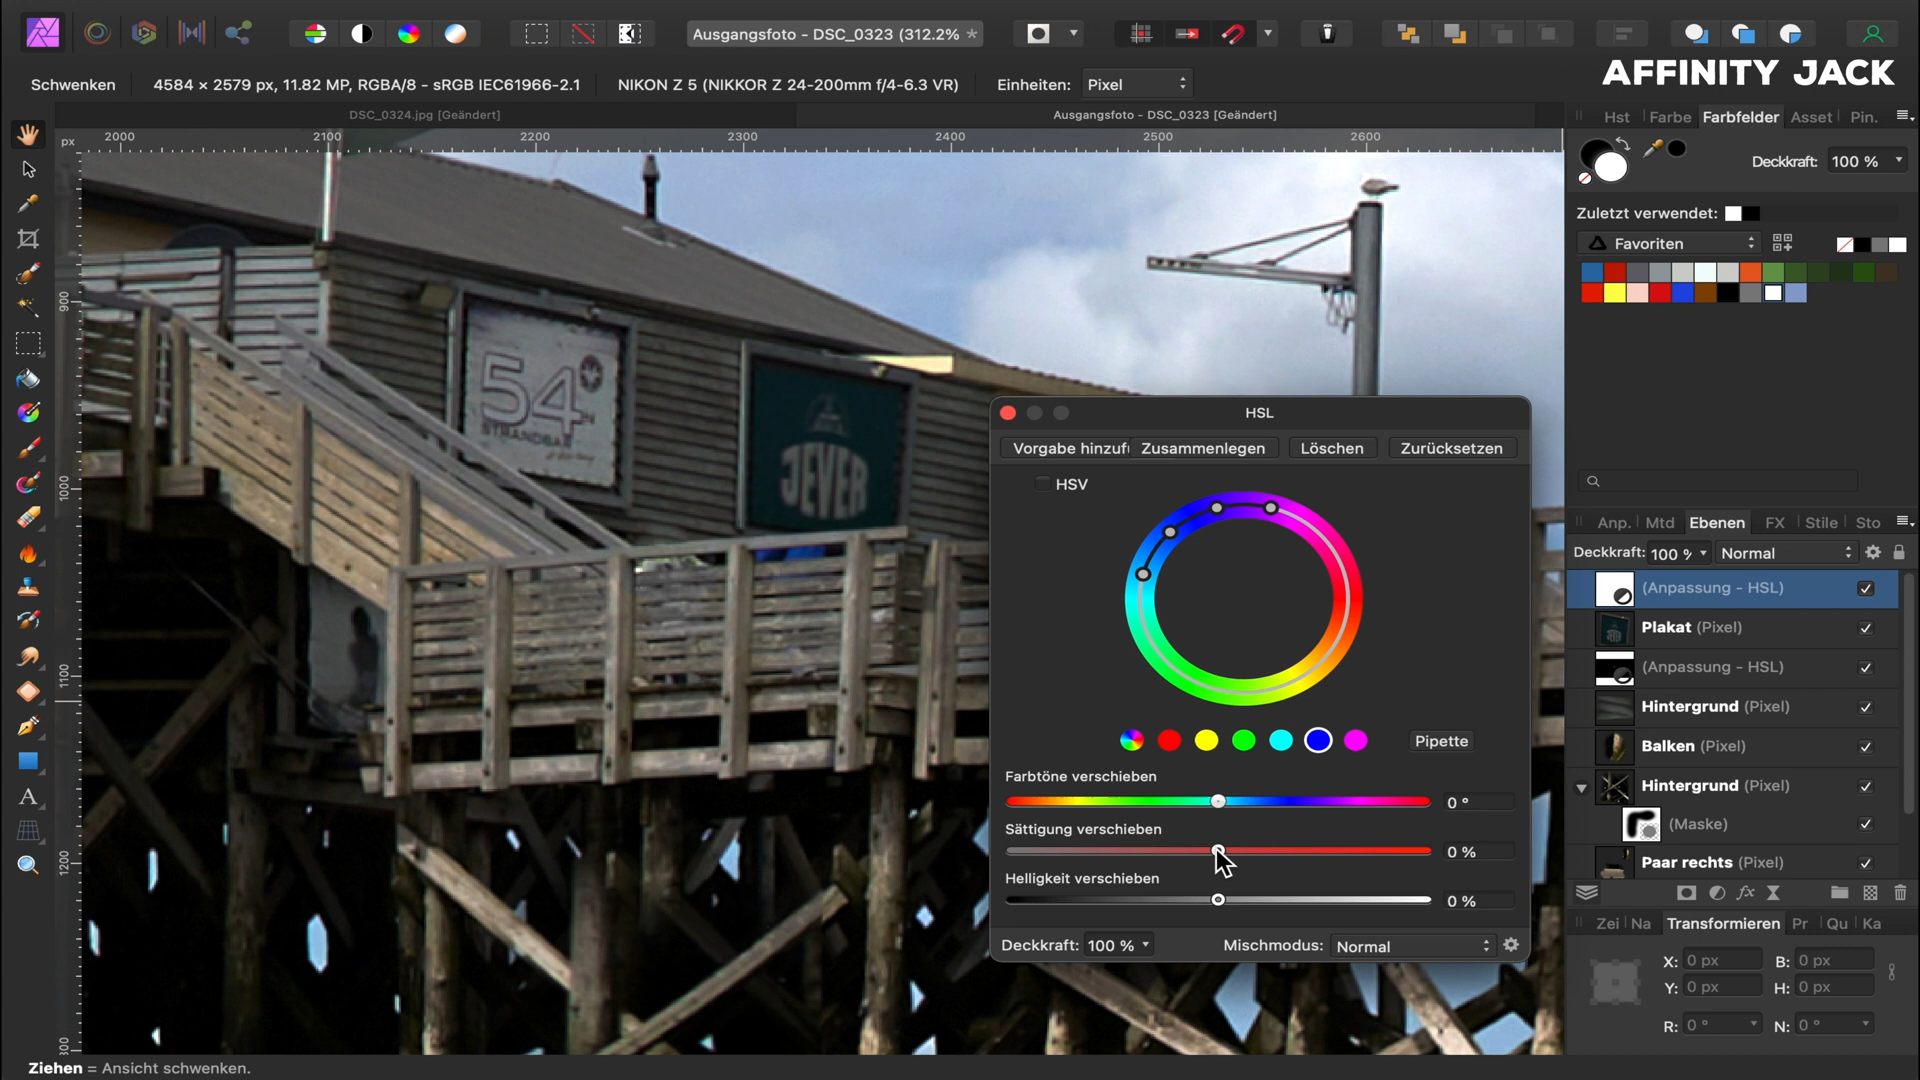 Ausgangsfoto - DSC_0323 (312.2% *
Schwenken
4584 × 2579 px, 11.82 MP, RGBA/8 - sRGB IEC61966-2.1
NIKON Z 5 (NIKKOR Z 24-200mm f/4-6.3 VR)
Einheiten:
Pixel
AFFINITY JACK
DSC_0324.jpg [Geändert]
Ausgangsfoto - DSC_0323 [Geändert]
Hst
Farbe
Farbfelder
Asset
Pin.
px
2000
2100
2200
2300
2400
2500
2600
900
1000
1100
1200
Deckkraft:
100 %
Zuletzt verwendet:
Favoriten
54
STRANDBAR
JEVER
HSL
Vorgabe hinzuf
Zusammenlegen
Löschen
Zurücksetzen
HSV
Pipette
Farbtöne verschieben
0 °
Sättigung verschieben
0 %
Helligkeit verschieben
0 %
Deckkraft:
100 %
Mischmodus:
Normal
Anp.
Mtd
Ebenen
FX
Stile
Sto
Deckkraft:
100 %
Normal
(Anpassung - HSL)
Plakat (Pixel)
(Anpassung - HSL)
Hintergrund (Pixel)
Balken (Pixel)
Hintergrund (Pixel)
(Maske)
Paar rechts (Pixel)
Zei
Na
Transformieren
Pr
Qu
Ka
X:
0 px
B:
0 px
Y:
0 px
H:
0 px
R:
0 °
N:
0 °
Ziehen = Ansicht schwenken.